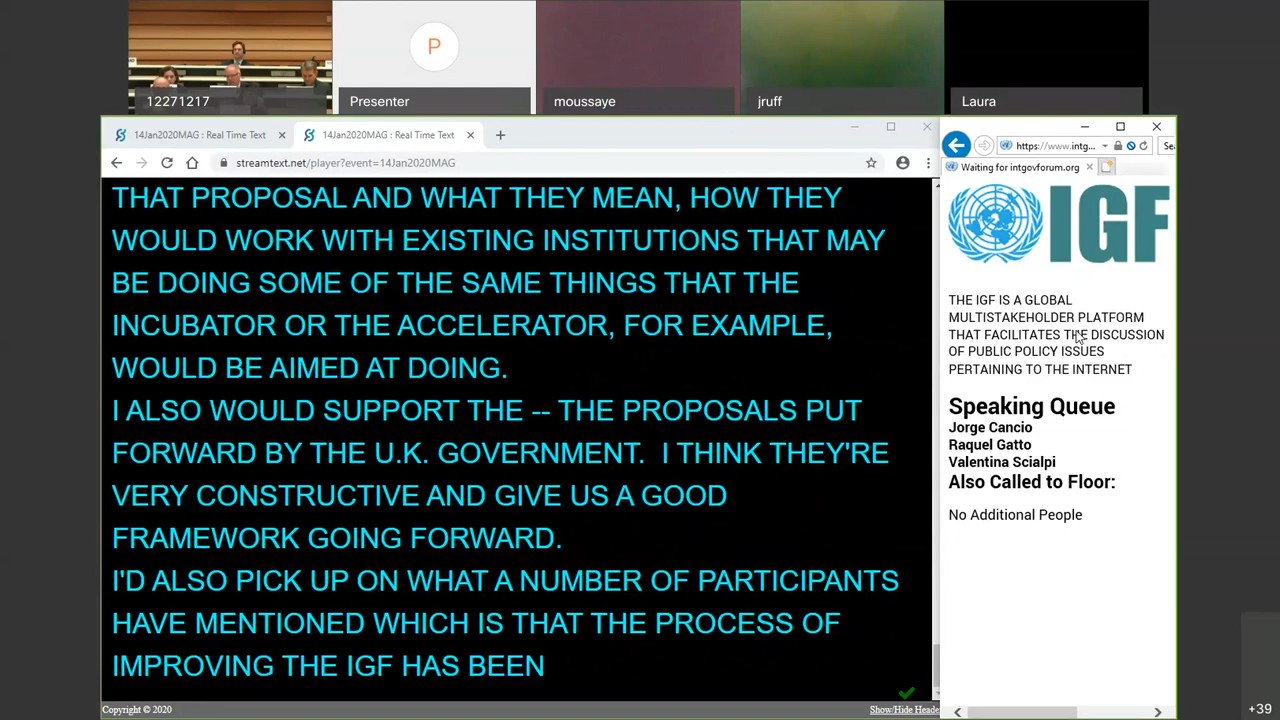 P
12271217
Presenter
moussaye
jruff
Laura
14Jan2020MAG : Real Time Text
14Jan2020MAG : Real Time Text
streamtext.net/player?event=14Jan2020MAG
THAT PROPOSAL AND WHAT THEY MEAN, HOW THEY
WOULD WORK WITH EXISTING INSTITUTIONS THAT MAY
BE DOING SOME OF THE SAME THINGS THAT THE
INCUBATOR OR THE ACCELERATOR, FOR EXAMPLE,
WOULD BE AIMED AT DOING.
I ALSO WOULD SUPPORT THE -- THE PROPOSALS PUT
FORWARD BY THE U.K. GOVERNMENT.  I THINK THEY'RE
VERY CONSTRUCTIVE AND GIVE US A GOOD
FRAMEWORK GOING FORWARD.
I'D ALSO PICK UP ON WHAT A NUMBER OF PARTICIPANTS
HAVE MENTIONED WHICH IS THAT THE PROCESS OF
IMPROVING THE IGF HAS BEEN
Copyright © 2020
Show/Hide Heade
https://www.intg...
Sea
Waiting for intgovforum.org
IGF
THE IGF IS A GLOBAL
MULTISTAKEHOLDER PLATFORM
THAT FACILITATES THE DISCUSSION
OF PUBLIC POLICY ISSUES
PERTAINING TO THE INTERNET
Speaking Queue
Jorge Cancio
Raquel Gatto
Valentina Scialpi
Also Called to Floor:
No Additional People
+39